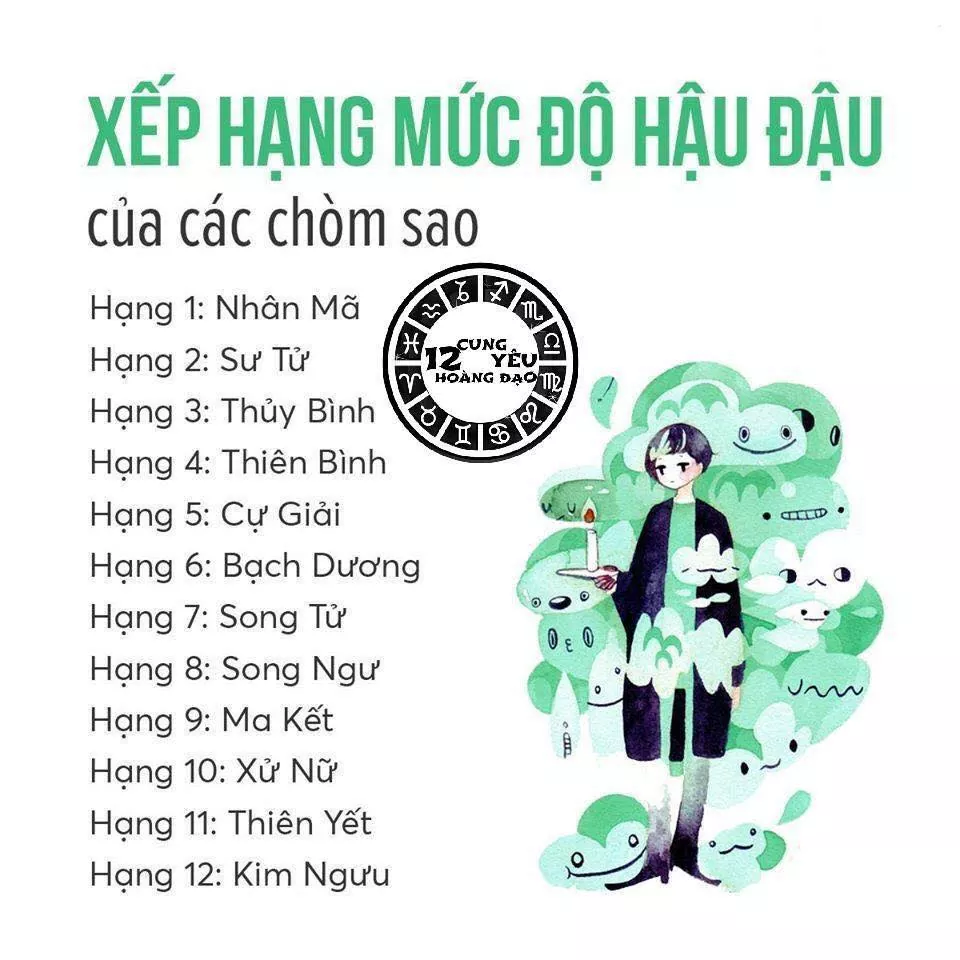 XẾP HẠNG MỨC ĐỘ HẬU ĐẬU
của các chòm sao
Hạng 1: Nhân Mã
Hạng 2: Sư Tử
Hạng 3: Thủy Bình
Hạng 4: Thiên Bình
Hạng 5: Cự Giải
Hạng 6: Bạch Dương
Hạng 7: Song Tử
Hạng 8: Song Ngư
Hạng 9: Ma Kết
Hạng 10: Xử Nữ
Hạng 11: Thiên Yết
Hạng 12: Kim Ngưu
12 CUNG YÊU
HOÀNG ĐẠO